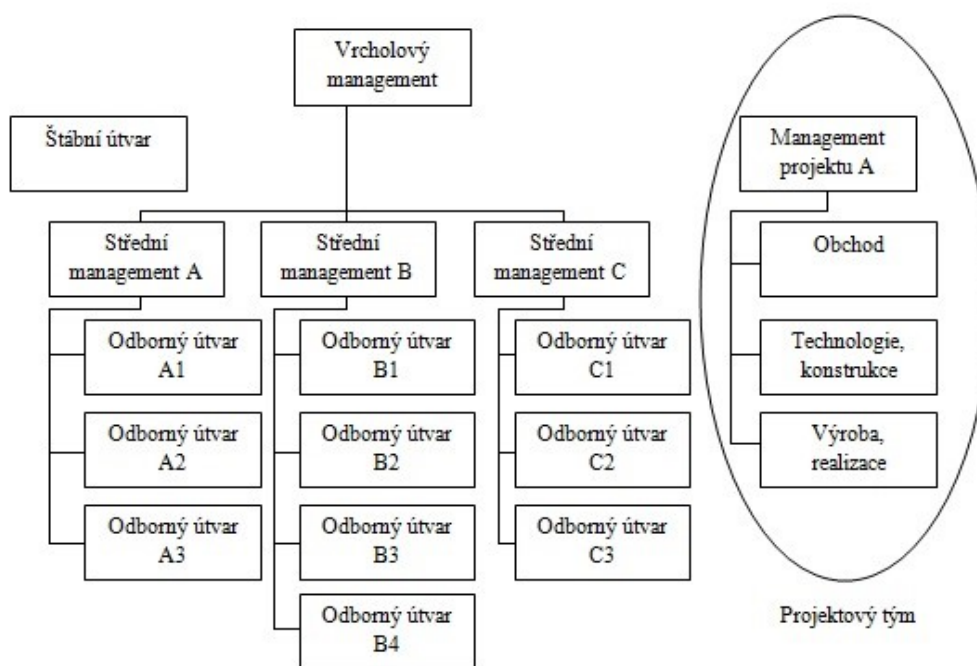 Vrcholový
management
Štábní útvar
Management
projektu A
Střední
management A
Střední
management B
Střední
management C
Obchod
Odborný útvar
A1
Odborný útvar
B1
Odborný útvar
C1
Technologie,
konstrukce
Odborný útvar
A2
Odborný útvar
B2
Odborný útvar
C2
Výroba,
realizace
Odborný útvar
A3
Odborný útvar
B3
Odborný útvar
C3
Odborný útvar
B4
Projektový tým